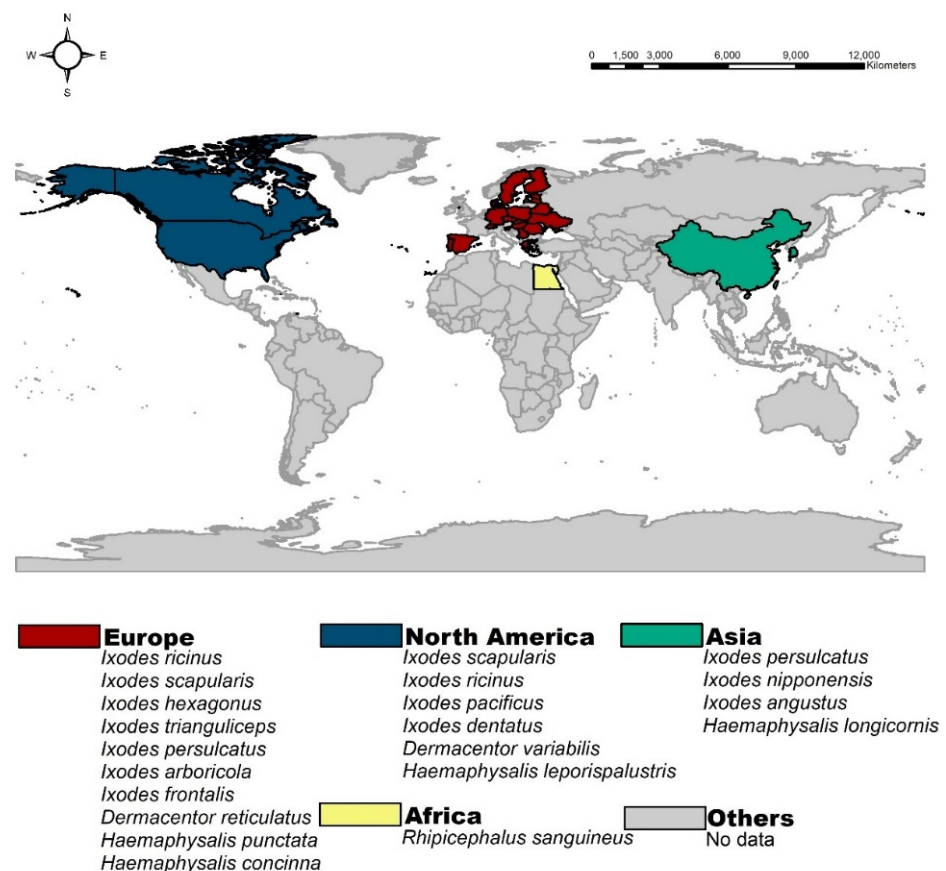 N
W E
S
0 1,500 3,000 6,000 9,000 12,000
Kilometers
Europe
Ixodes ricinus
Ixodes scapularis
Ixodes hexagonus
Ixodes trianguliceps
Ixodes persulcatus
Ixodes arboricola
Ixodes frontalis
Dermacentor reticulatus
Haemaphysalis punctata
Haemaphysalis concinna
North America
Ixodes scapularis
Ixodes ricinus
Ixodes pacificus
Ixodes dentatus
Dermacentor variabilis
Haemaphysalis leporispalustris
Africa
Rhipicephalus sanguineus
Asia
Ixodes persulcatus
Ixodes nipponensis
Ixodes angustus
Haemaphysalis longicornis
Others
No data